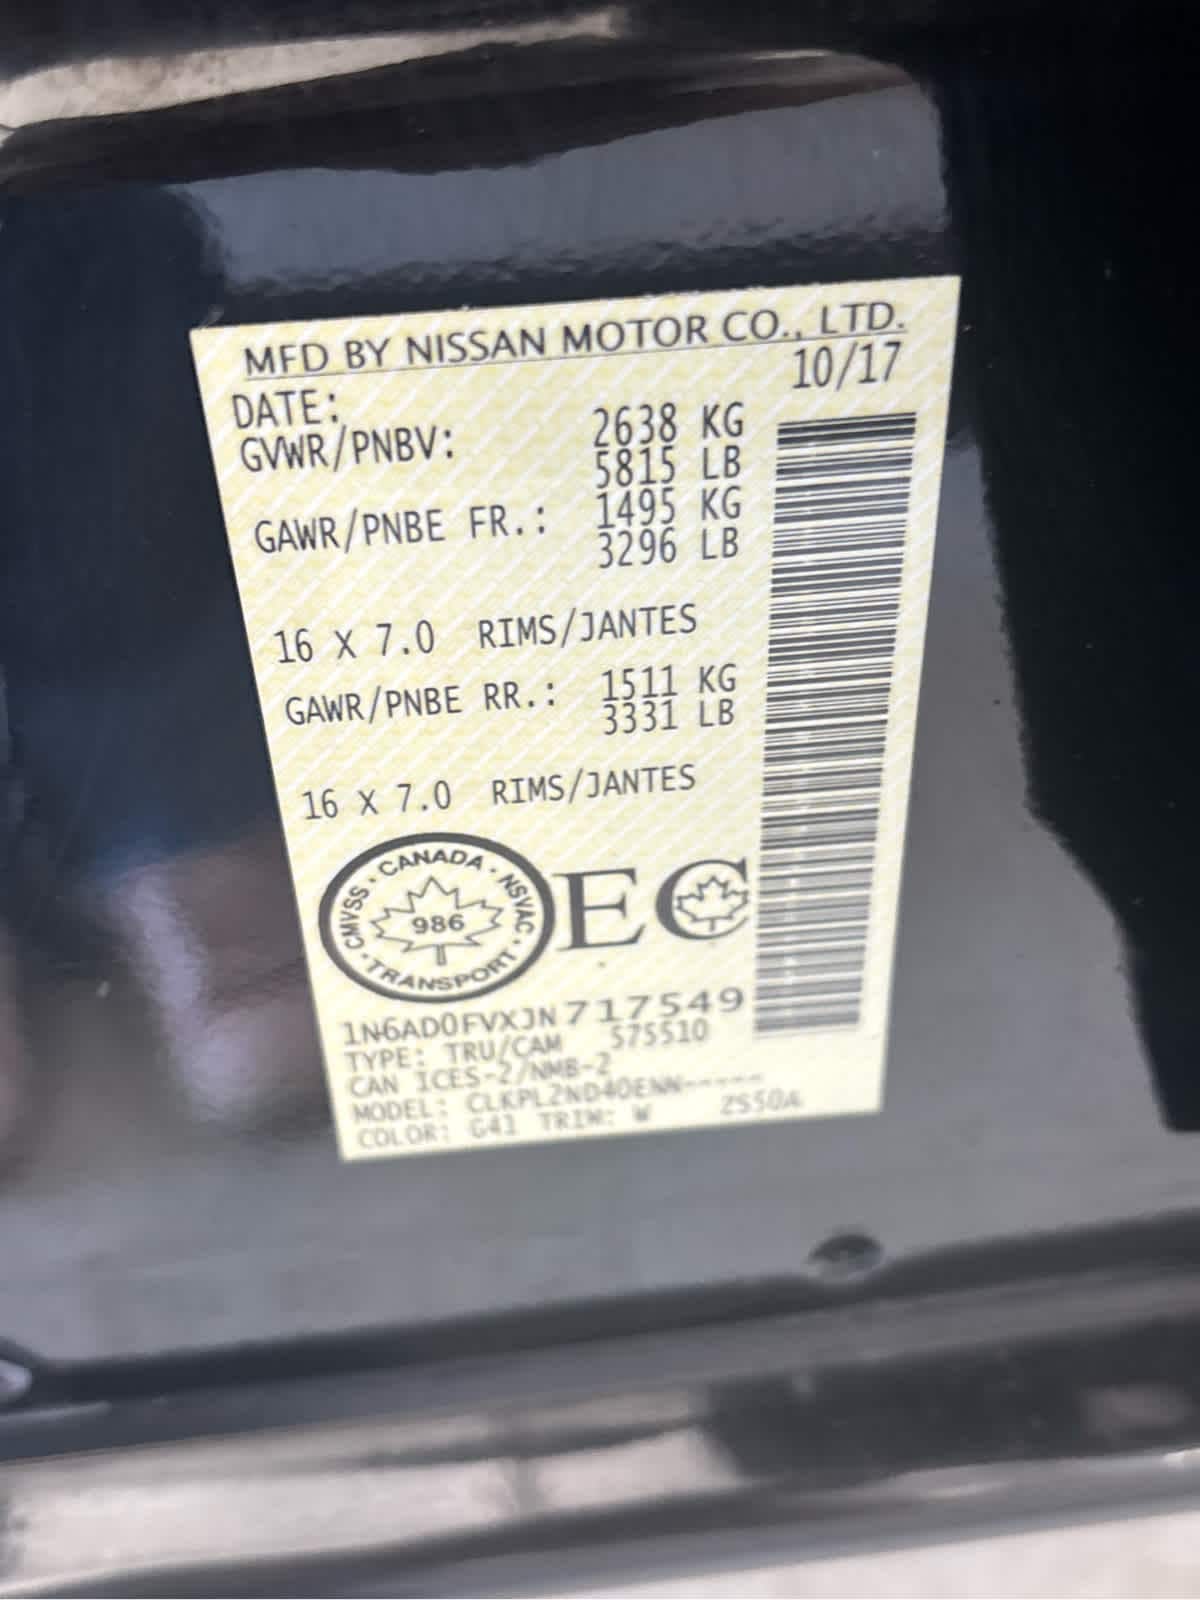 MFD BY NISSAN MOTOR CO., LTD.
DATE: 10/17
GVWR/PNBV: 2638 KG
5815 LB
GAWR/PNBE FR.: 1495 KG
3296 LB
16 X 7.0 RIMS/JANTES
GAWR/PNBE RR.: 1511 KG
3331 LB
16 X 7.0 RIMS/JANTES
CMVSS · CANADA · NSVAC · TRANSPORT
986
EC
1N6AD0FVXJN717549
TYPE: TRU/CAM 575510
CAN ICES-2/NMB-2
MODEL: CLKPL2ND40ENN-----
COLOR: G41 TRIM: W 2S50A